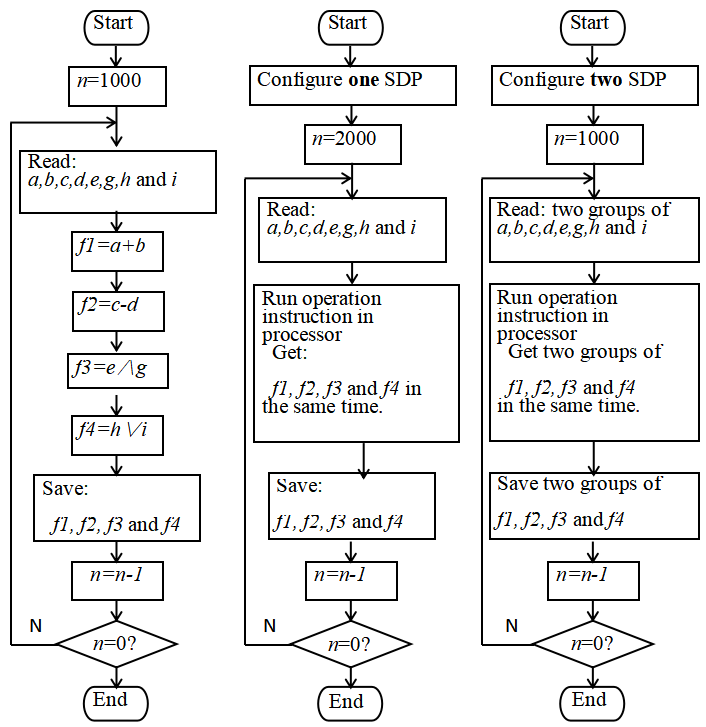 Start
n=1000
Read:
a,b,c,d,e,g,h and i
f1=a+b
f2=c-d
f3=e /\g
f4=h \/i
Save:
f1, f2, f3 and f4
n=n-1
N
n=0?
End
Start
Configure one SDP
n=2000
Read:
a,b,c,d,e,g,h and i
Run operation
instruction in
processor
Get:
f1, f2, f3 and f4 in
the same time.
Save:
f1, f2, f3 and f4
n=n-1
N
n=0?
End
Start
Configure two SDP
n=1000
Read: two groups of
a,b,c,d,e,g,h and i
Run operation
instruction in
processor
Get two groups of
f1, f2, f3 and f4
in the same time.
Save two groups of
f1, f2, f3 and f4
n=n-1
N
n=0?
End